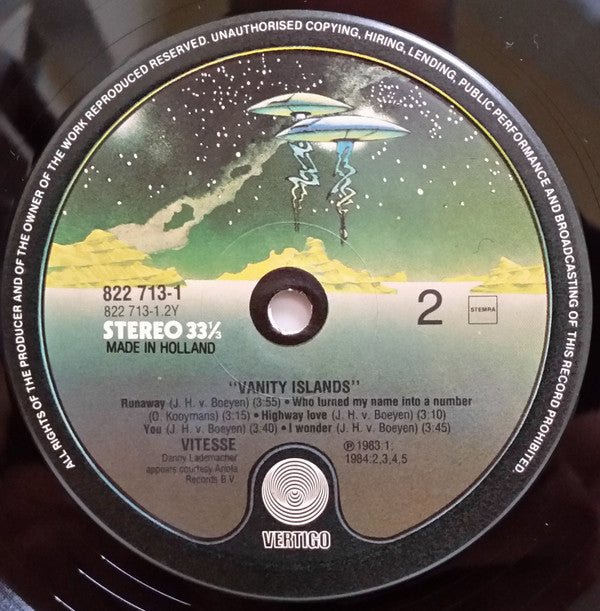 ALL RIGHTS OF THE PRODUCER AND OF THE OWNER OF THE WORK REPRODUCED RESERVED. UNAUTHORISED COPYING, HIRING, LENDING, PUBLIC PERFORMANCE AND BROADCASTING OF THIS RECORD PROHIBITED.
822 713-1
822 713-1.2Y
STEREO 33⅓
MADE IN HOLLAND
2
STEMRA
"VANITY ISLANDS"
Runaway (J. H. v. Boeyen) (3:55) • Who turned my name into a number
(D. Kooymans) (3:15) • Highway love (J. H. v. Boeyen) (3:10)
You (J. H. v. Boeyen) (3:40) • I wonder (J. H. v. Boeyen) (3:45)
VITESSE
Danny Lademacher
appears courtesy Ariola
Records B.V.
℗ 1983:1;
1984:2,3,4,5
VERTIGO